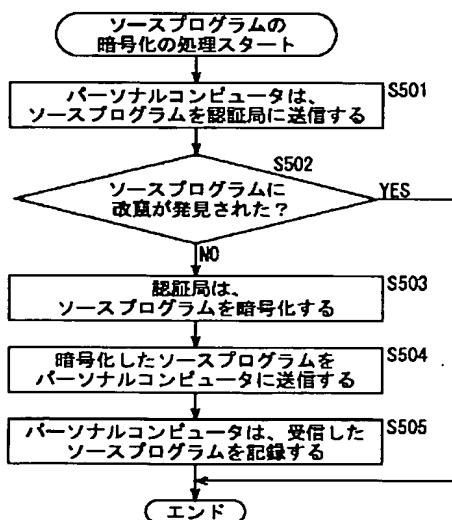 ソースプログラムの
暗号化の処理スタート
パーソナルコンピュータは、
ソースプログラムを認証局に送信する
S501
S502
ソースプログラムに
改竄が発見された?
YES
NO
認証局は、
ソースプログラムを暗号化する
S503
暗号化したソースプログラムを
パーソナルコンピュータに送信する
S504
パーソナルコンピュータは、受信した
ソースプログラムを記録する
S505
エンド